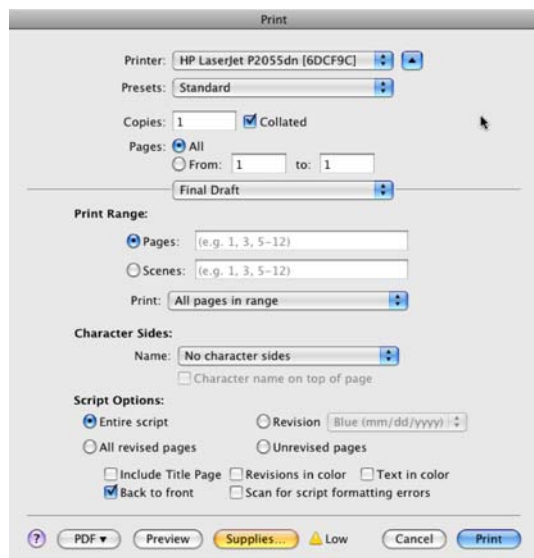 Print
Printer: HP LaserJet P2055dn [6DCF9C]
Presets: Standard
Copies: 1 Collated
Pages: All
From: 1 to: 1
Final Draft
Print Range:
Pages: (e.g. 1, 3, 5-12)
Scenes: (e.g. 1, 3, 5-12)
Print: All pages in range
Character Sides:
Name: No character sides
Character name on top of page
Script Options:
Entire script Revision Blue (mm/dd/yyyy)
All revised pages Unrevised pages
Include Title Page Revisions in color Text in color
Back to front Scan for script formatting errors
? PDF Preview Supplies... Low Cancel Print